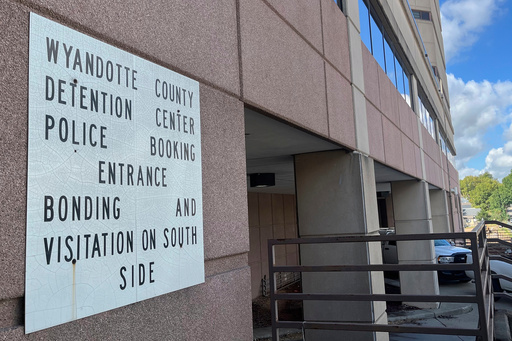 WYANDOTTE COUNTY
DETENTION CENTER
POLICE BOOKING
ENTRANCE
BONDING AND
VISITATION ON SOUTH
SIDE